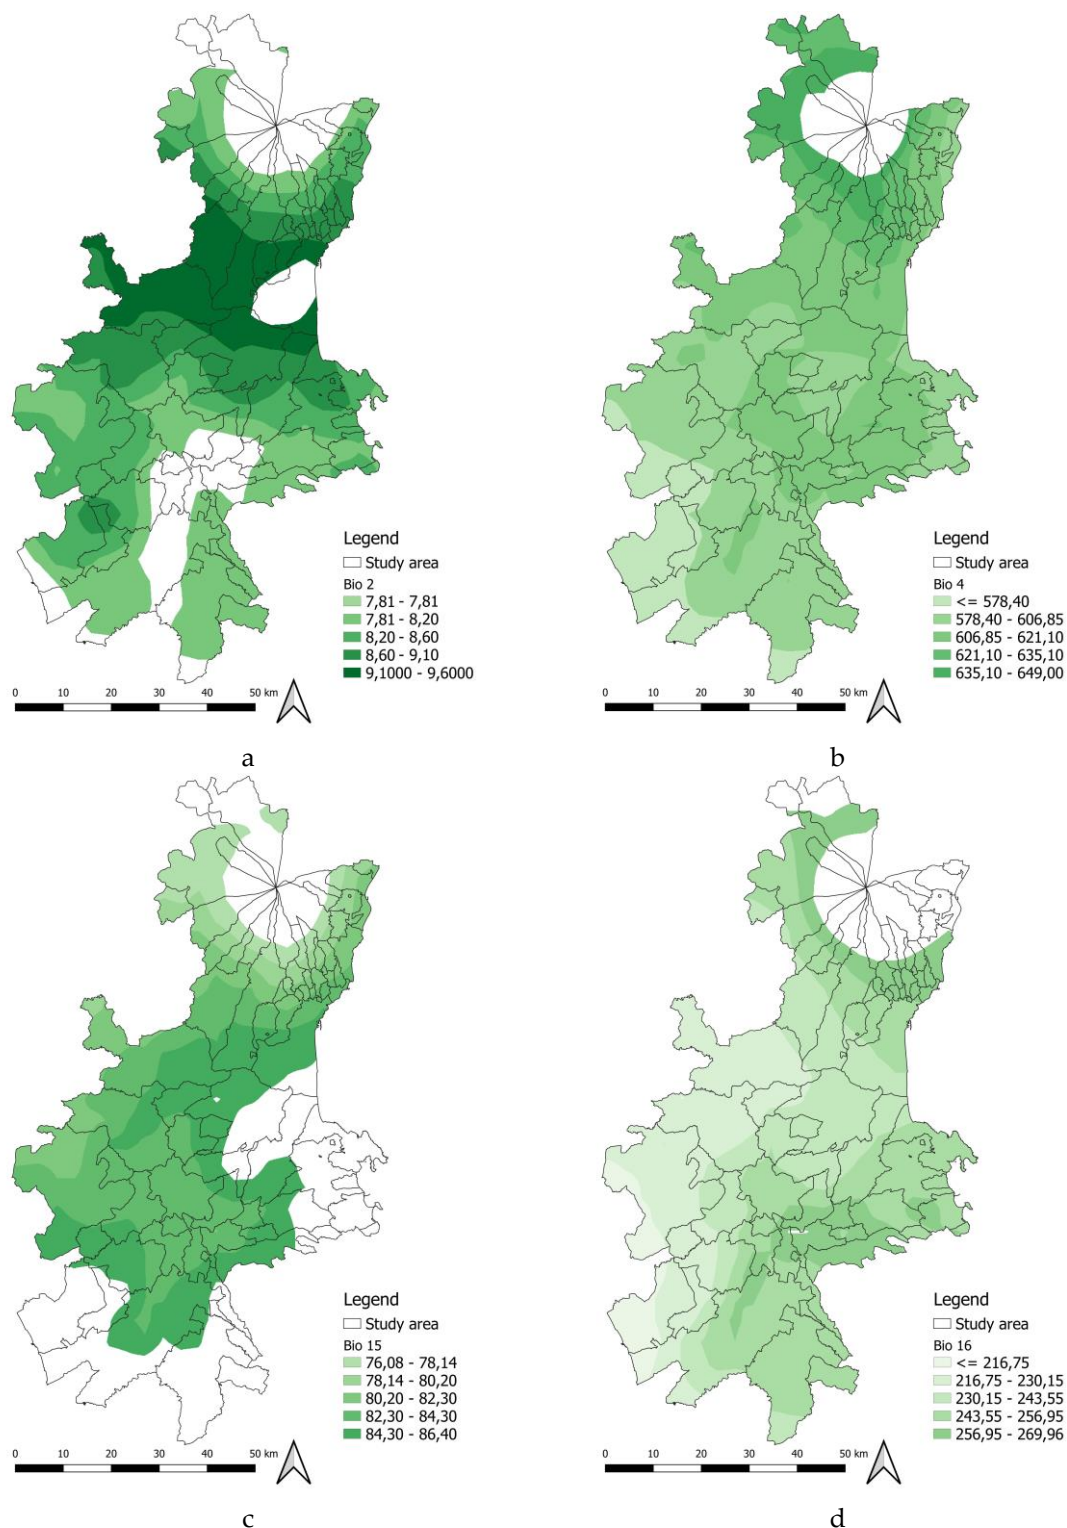 Legend
Study area
Bio 2
7,81 - 7,81
7,81 - 8,20
8,20 - 8,60
8,60 - 9,10
9,1000 - 9,6000
0 10 20 30 40 50 km
a
Legend
Study area
Bio 4
<= 578,40
578,40 - 606,85
606,85 - 621,10
621,10 - 635,10
635,10 - 649,00
0 10 20 30 40 50 km
b
Legend
Study area
Bio 15
76,08 - 78,14
78,14 - 80,20
80,20 - 82,30
82,30 - 84,30
84,30 - 86,40
0 10 20 30 40 50 km
c
Legend
Study area
Bio 16
<= 216,75
216,75 - 230,15
230,15 - 243,55
243,55 - 256,95
256,95 - 269,96
0 10 20 30 40 50 km
d